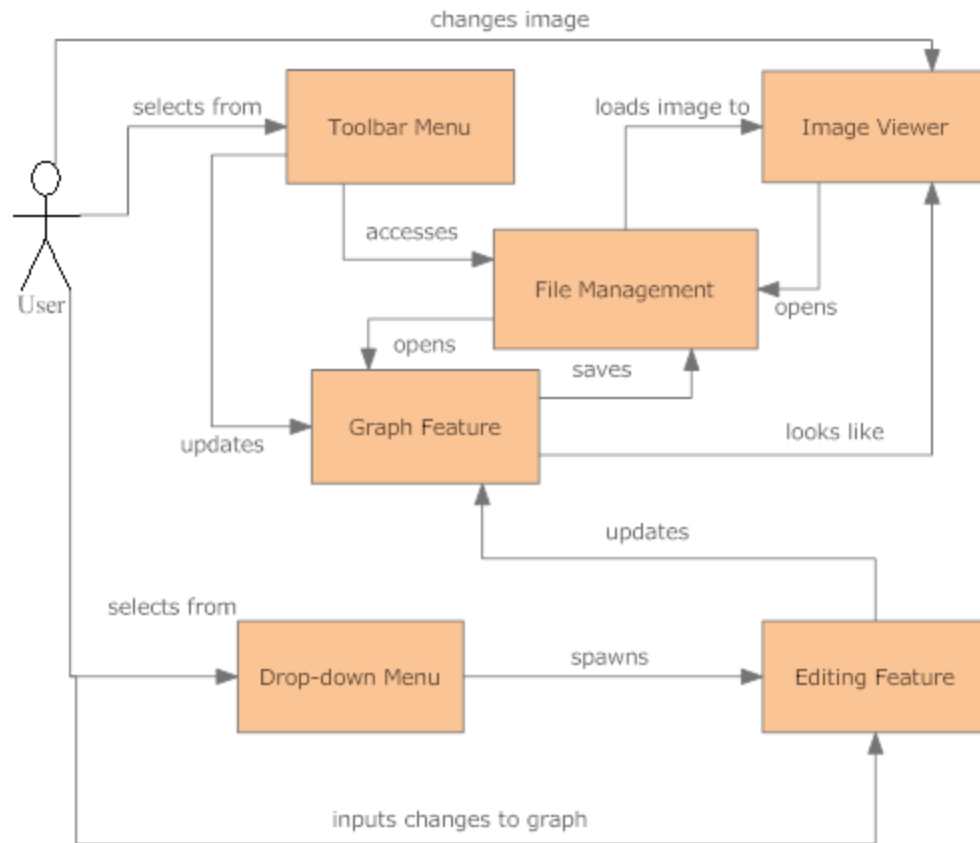 changes image
selects from
Toolbar Menu
loads image to
Image Viewer
accesses
User
File Management
opens
opens
saves
Graph Feature
looks like
updates
updates
selects from
Drop-down Menu
spawns
Editing Feature
inputs changes to graph